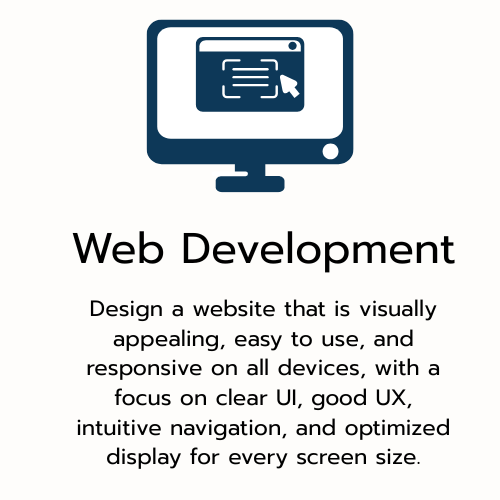 Web Development
Design a website that is visually
appealing, easy to use, and
responsive on all devices, with a
focus on clear UI, good UX,
intuitive navigation, and optimized
display for every screen size.